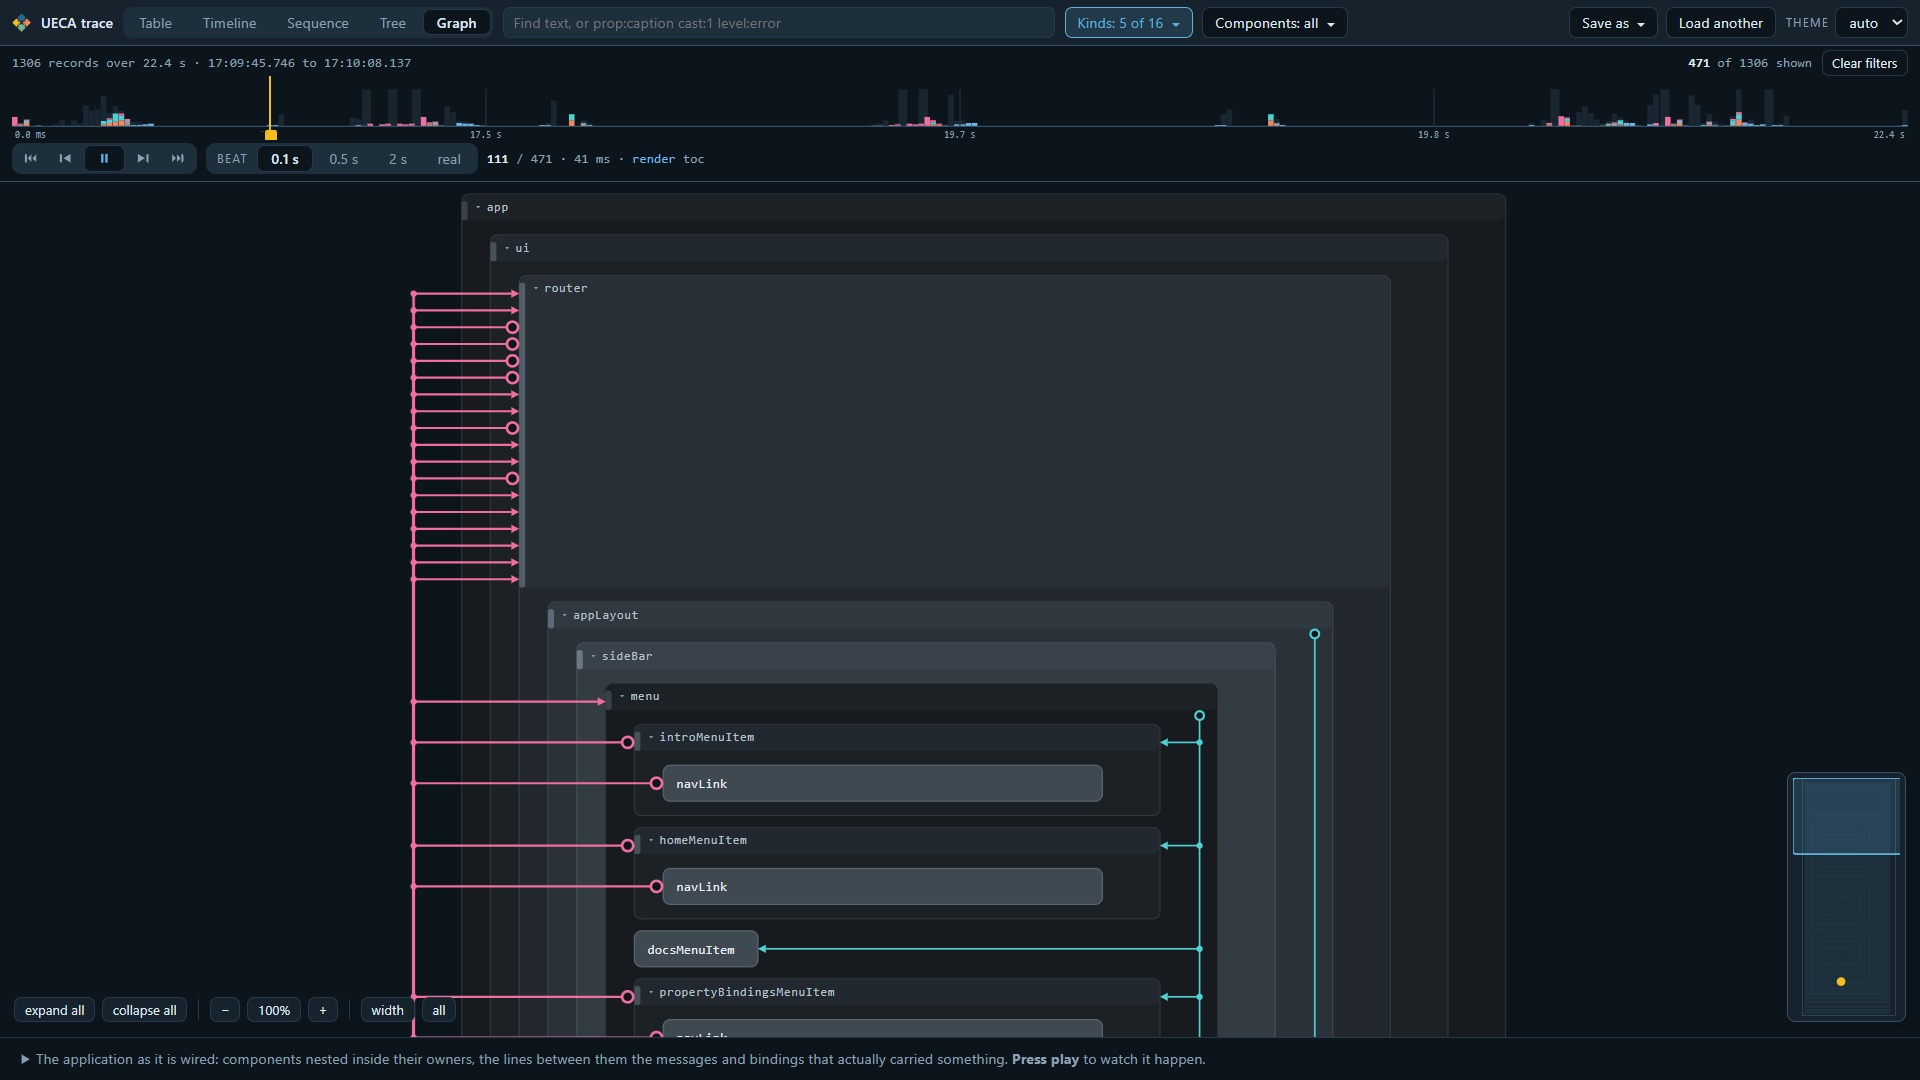 UECA trace
Table
Timeline
Sequence
Tree
Graph
Find text, or prop:caption cast:1 level:error
Kinds: 5 of 16
Components: all
Save as
Load another
THEME
auto
1306 records over 22.4 s · 17:09:45.746 to 17:10:08.137
471 of 1306 shown
Clear filters
0.0 ms
17.5 s
19.7 s
19.8 s
22.4 s
BEAT
0.1 s
0.5 s
2 s
real
111 / 471 · 41 ms · render toc
app
ui
router
appLayout
sideBar
menu
introMenuItem
navLink
homeMenuItem
navLink
docsMenuItem
propertyBindingsMenuItem
navLink
expand all
collapse all
−
100%
+
width
all
The application as it is wired: components nested inside their owners, the lines between them the messages and bindings that actually carried something. Press play to watch it happen.